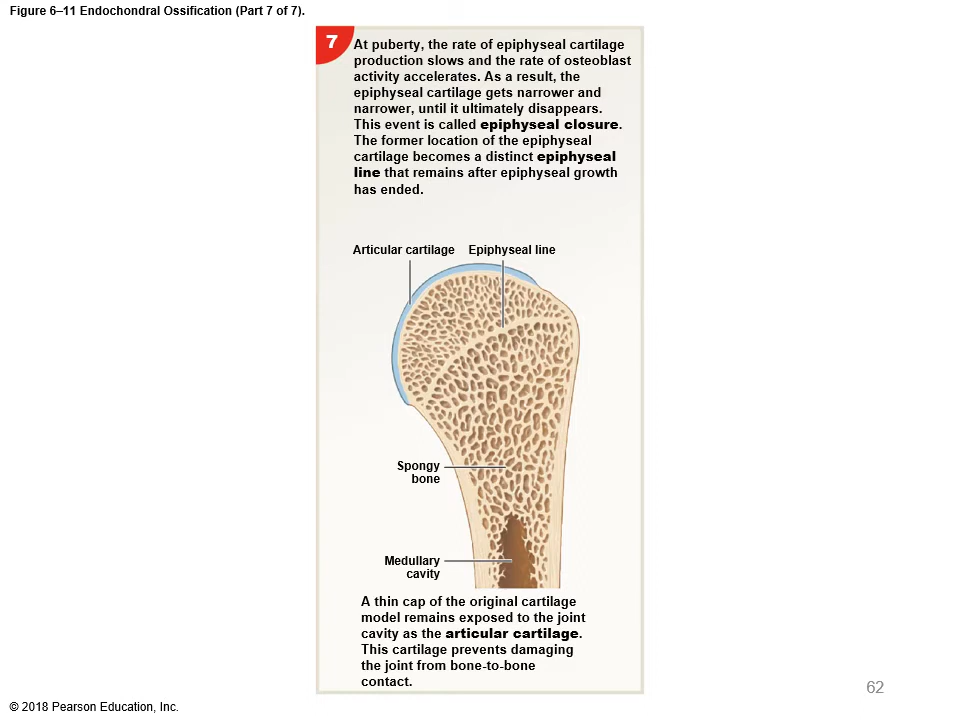 Figure 6–11 Endochondral Ossification (Part 7 of 7).
7
At puberty, the rate of epiphyseal cartilage
production slows and the rate of osteoblast
activity accelerates. As a result, the
epiphyseal cartilage gets narrower and
narrower, until it ultimately disappears.
This event is called epiphyseal closure.
The former location of the epiphyseal
cartilage becomes a distinct epiphyseal
line that remains after epiphyseal growth
has ended.
Articular cartilage
Epiphyseal line
Spongy
bone
Medullary
cavity
A thin cap of the original cartilage
model remains exposed to the joint
cavity as the articular cartilage.
This cartilage prevents damaging
the joint from bone-to-bone
contact.
62
© 2018 Pearson Education, Inc.